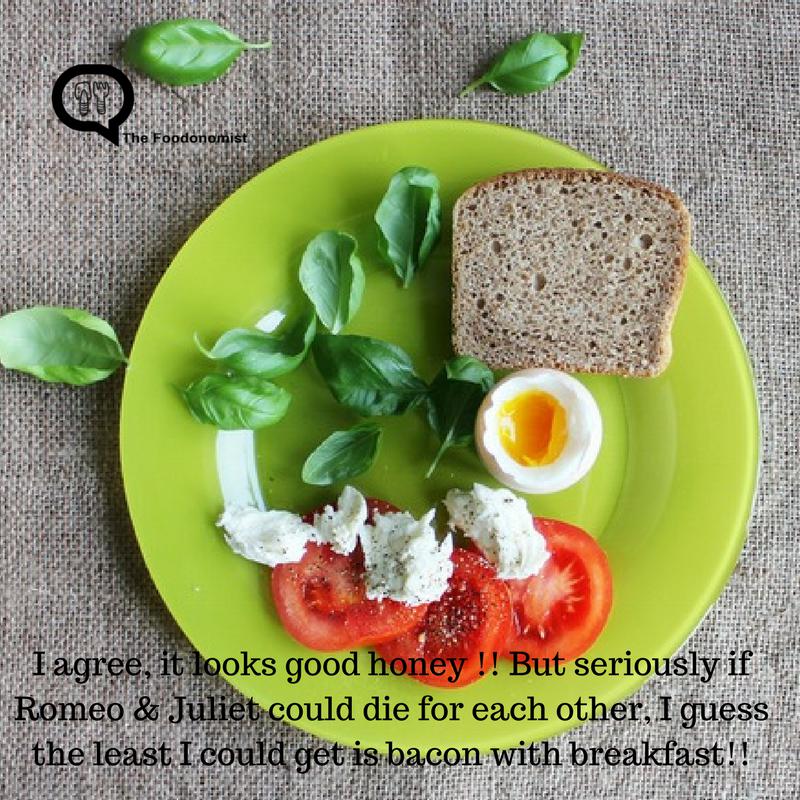 The Foodonomist
I agree, it looks good honey !! But seriously if
Romeo & Juliet could die for each other, I guess
the least I could get is bacon with breakfast!!